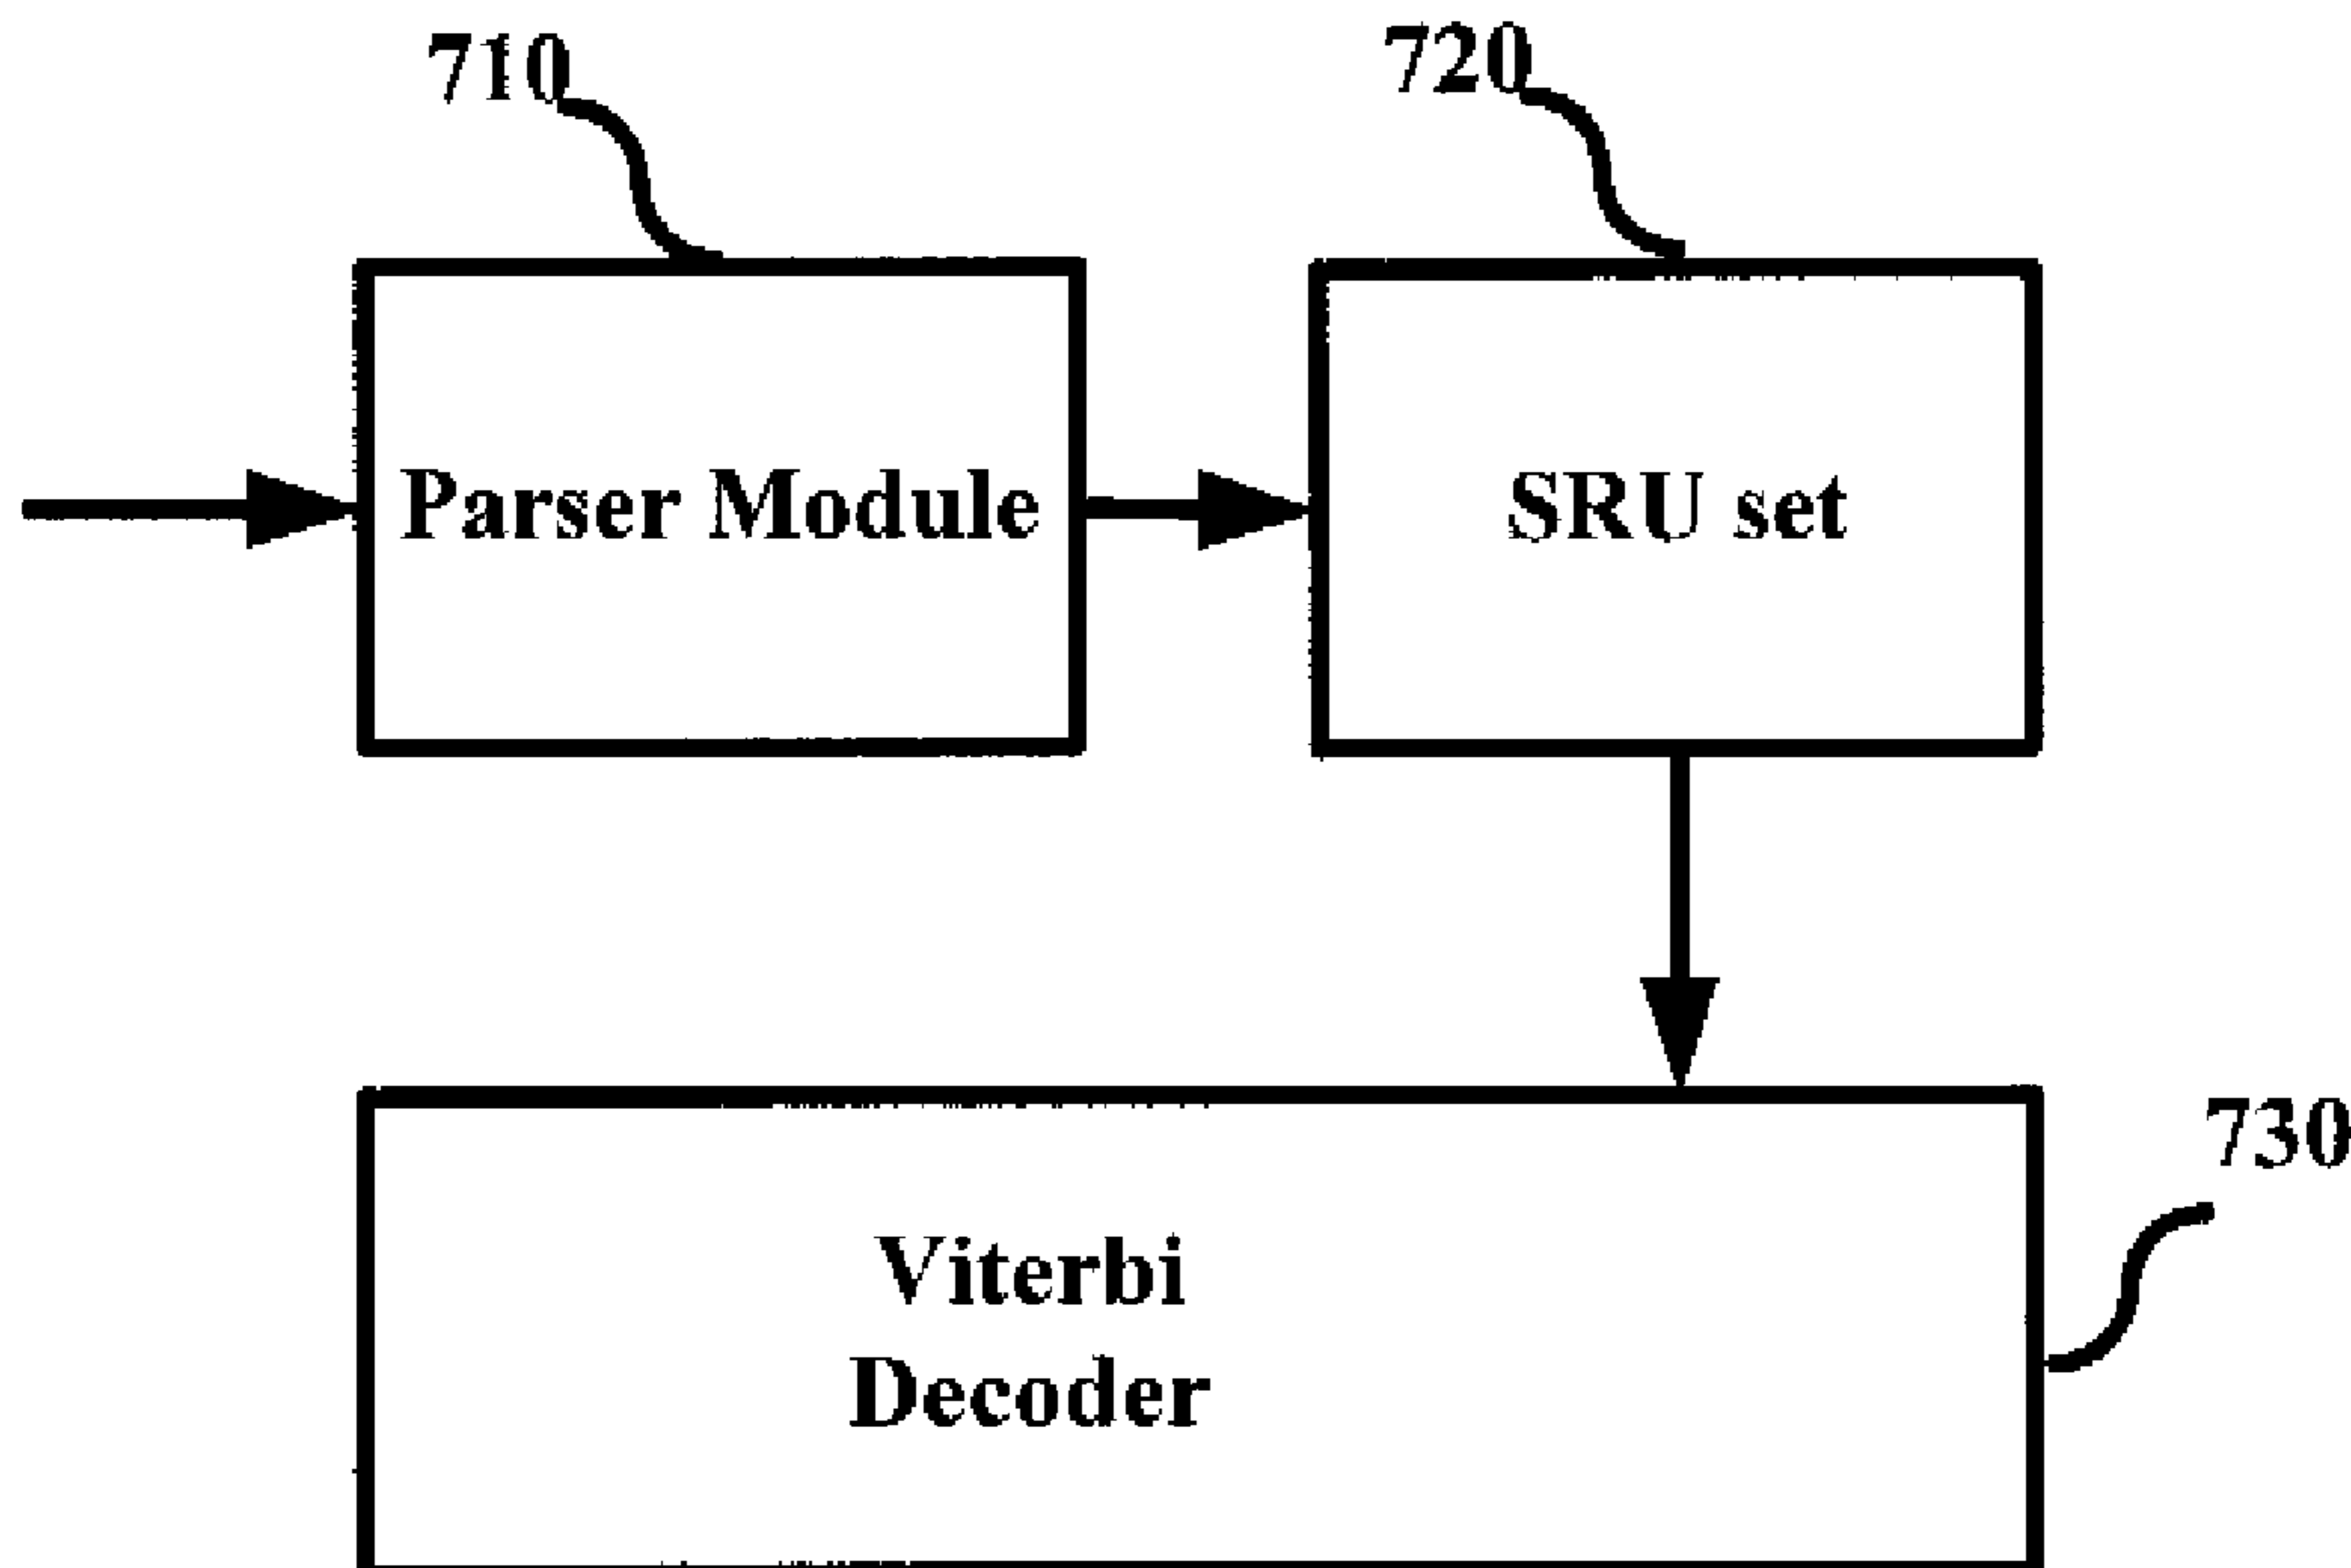 710
720
Parser Module
SRU set
730
Viterbi
Decoder